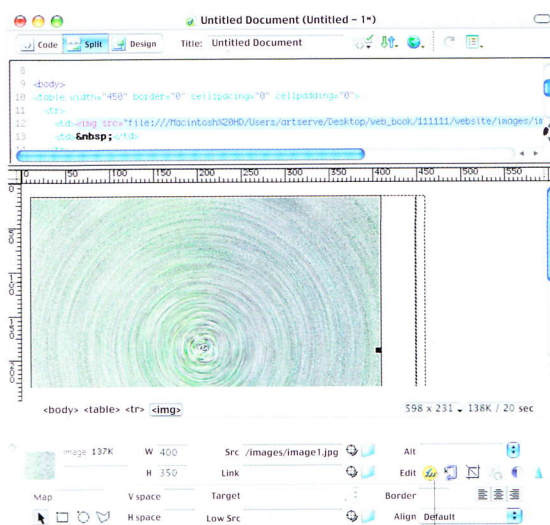 Untitled Document (Untitled – 1*)
Code Split Design Title: Untitled Document
8
9 <body>
10 <table width="450" border="0" cellspacing="0" cellpadding="0">
11 <tr>
12 <td><img src="file:///Macintosh%20HD/Users/artserve/Desktop/web_book/111111/website/images/im
13 <td>&nbsp;</td>
0 50 100 150 200 250 300 350 400 450 500 550
<body> <table> <tr> <img> 598 x 231 138K / 20 sec
Image 137K W 400 Src /images/image1.jpg Alt
H 350 Link Edit
Map V space Target Border
H space Low Src Align Default